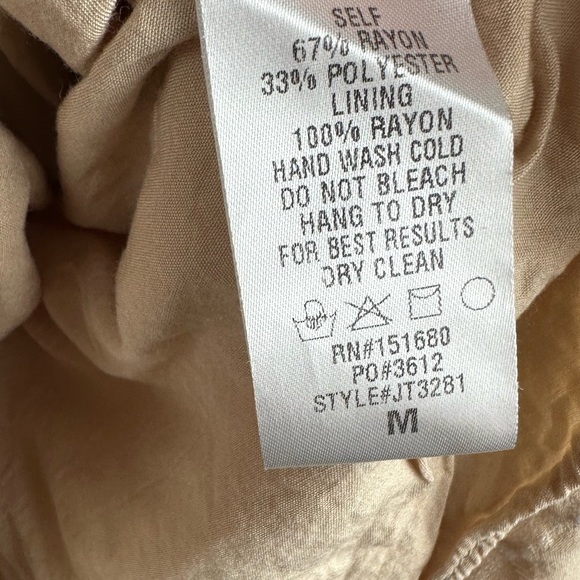 SELF
67% RAYON
33% POLYESTER
LINING
100% RAYON
HAND WASH COLD
DO NOT BLEACH
HANG TO DRY
FOR BEST RESULTS
DRY CLEAN
RN#151680
PO#3612
STYLE#JT3281
M